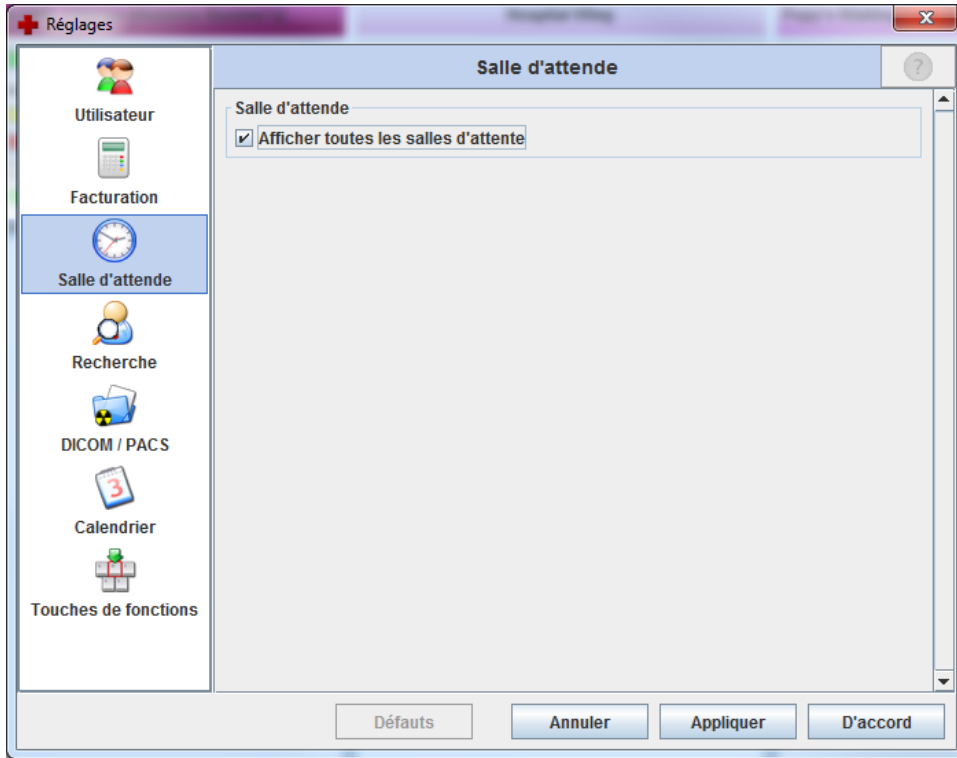 Réglages
Utilisateur
Facturation
Salle d'attende
Recherche
DICOM / PACS
3
Calendrier
Touches de fonctions
Salle d'attende
?
Salle d'attende
Afficher toutes les salles d'attente
Défauts
Annuler
Appliquer
D'accord